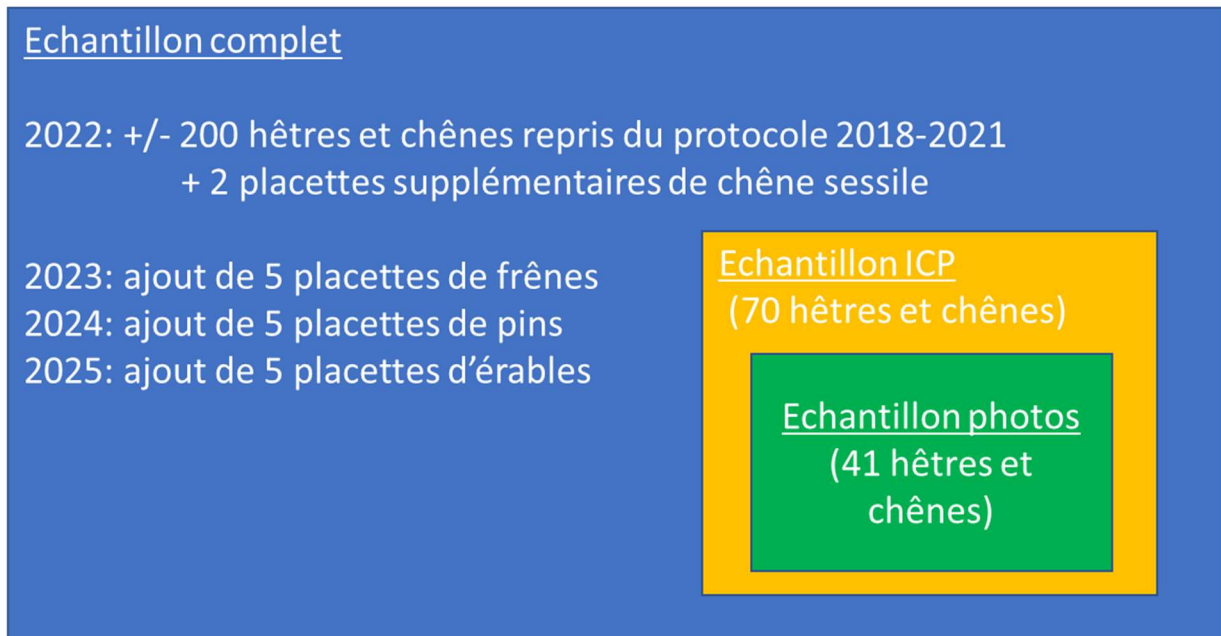 Echantillon complet
2022: +/- 200 hêtres et chênes repris du protocole 2018-2021
+ 2 placettes supplémentaires de chêne sessile
2023: ajout de 5 placettes de frênes
2024: ajout de 5 placettes de pins
2025: ajout de 5 placettes d’érables
Echantillon ICP
(70 hêtres et chênes)
Echantillon photos
(41 hêtres et
chênes)